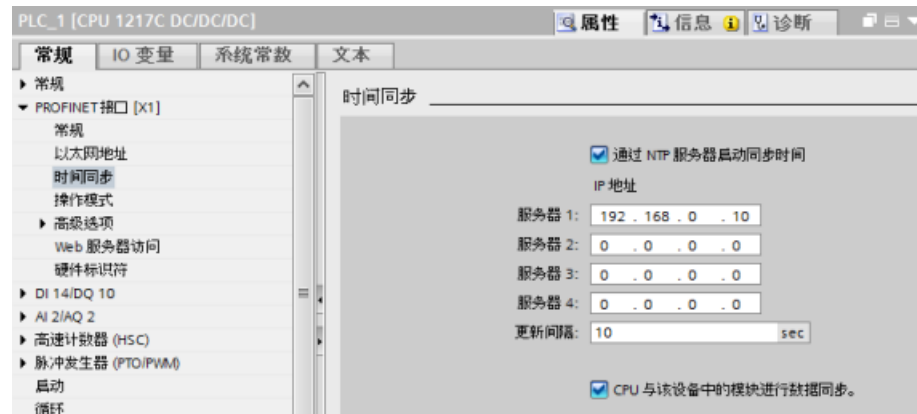 PLC_1 [CPU 1217C DC/DC/DC]
属性 信息 诊断
常规 IO 变量 系统常数 文本
常规
PROFINET接口 [X1]
常规
以太网地址
时间同步
操作模式
高级选项
Web 服务器访问
硬件标识符
DI 14/DQ 10
AI 2/AQ 2
高速计数器 (HSC)
脉冲发生器 (PTO/PWM)
启动
循环
时间同步
通过 NTP 服务器启动同步时间
IP 地址
服务器 1: 192 . 168 . 0 . 10
服务器 2: 0 . 0 . 0 . 0
服务器 3: 0 . 0 . 0 . 0
服务器 4: 0 . 0 . 0 . 0
更新间隔: 10 sec
CPU 与该设备中的模块进行数据同步。